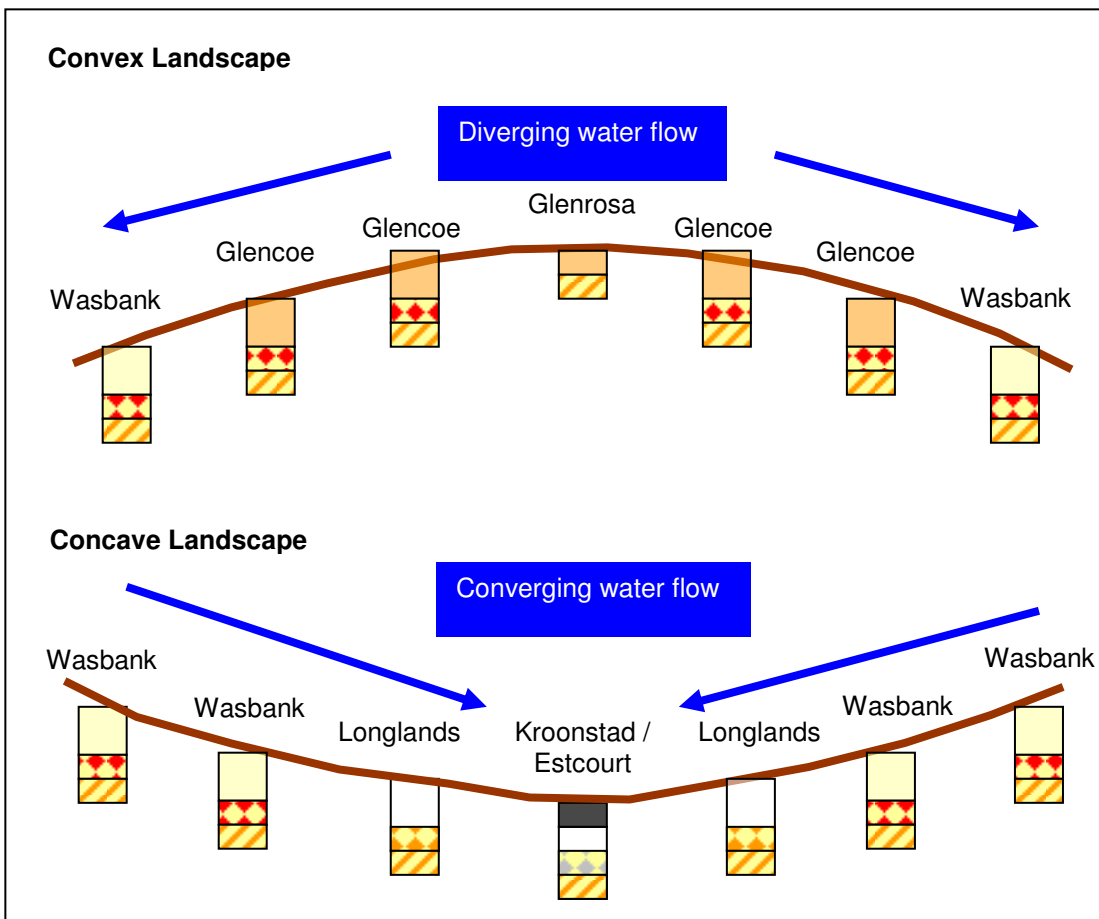 Convex Landscape
Diverging water flow
Glenrosa
Glencoe
Glencoe
Glencoe
Glencoe
Wasbank
Wasbank
Concave Landscape
Converging water flow
Wasbank
Wasbank
Wasbank
Longlands
Kroonstad /
Estcourt
Longlands
Wasbank